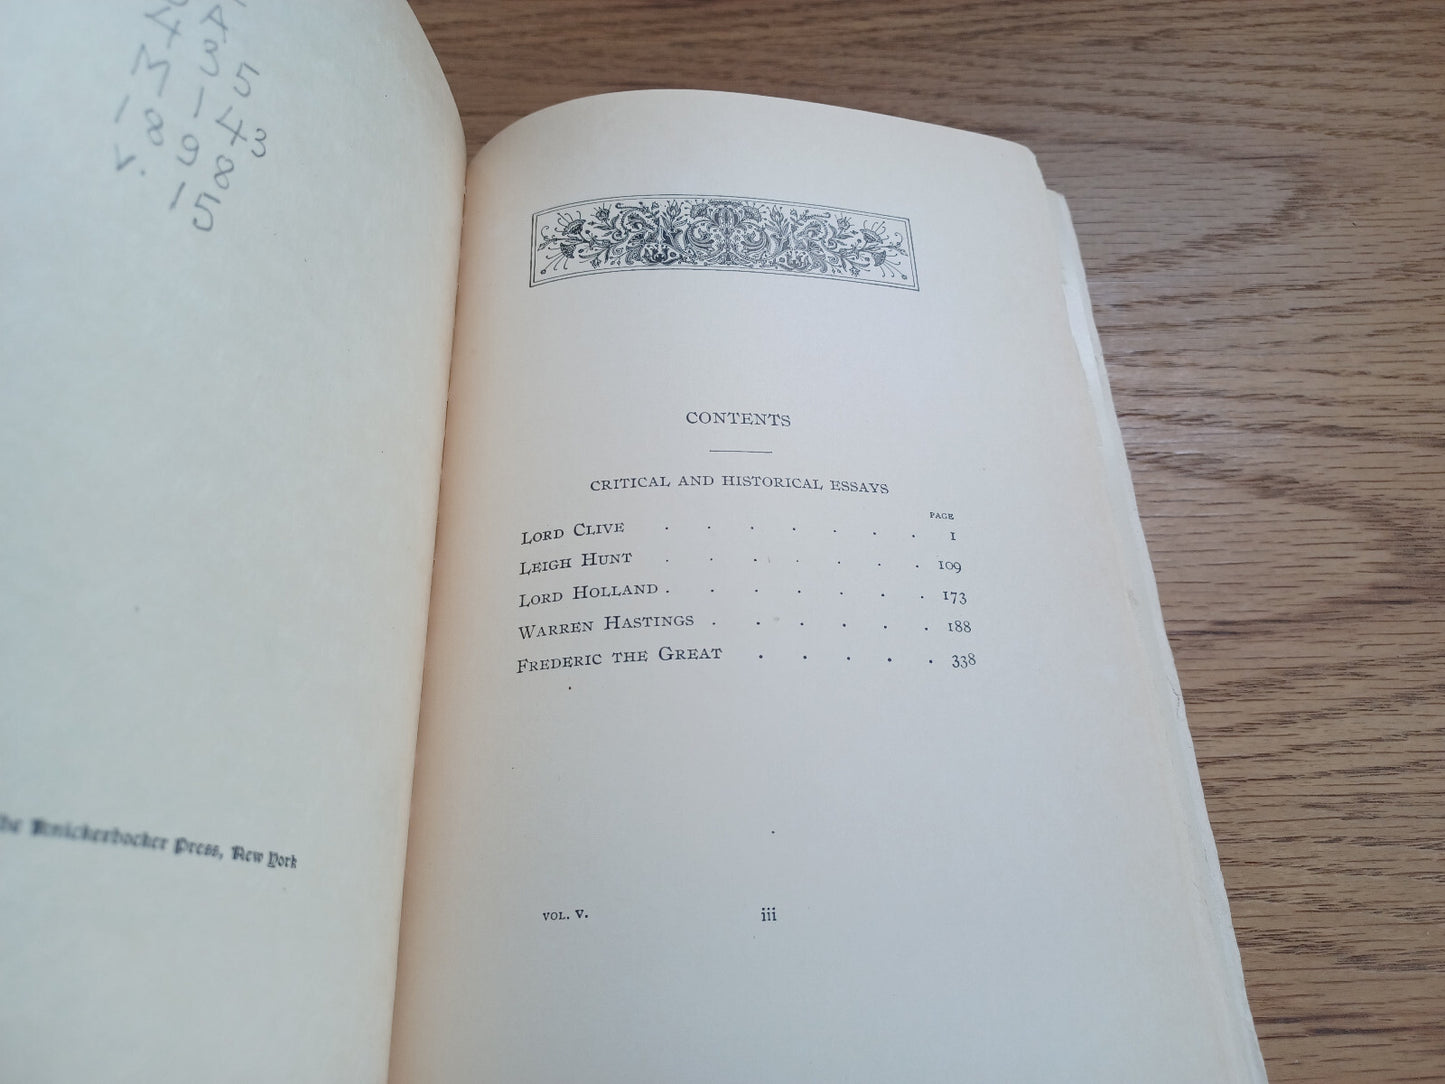 435
M143
1898
v. 15
Knickerbocker Press, New York
CONTENTS
CRITICAL AND HISTORICAL ESSAYS
PAGE
LORD CLIVE . . . . . . . 1
LEIGH HUNT . . . . . . . 109
LORD HOLLAND . . . . . . . 173
WARREN HASTINGS . . . . . . 188
FREDERIC THE GREAT . . . . . 338
VOL. V. iii